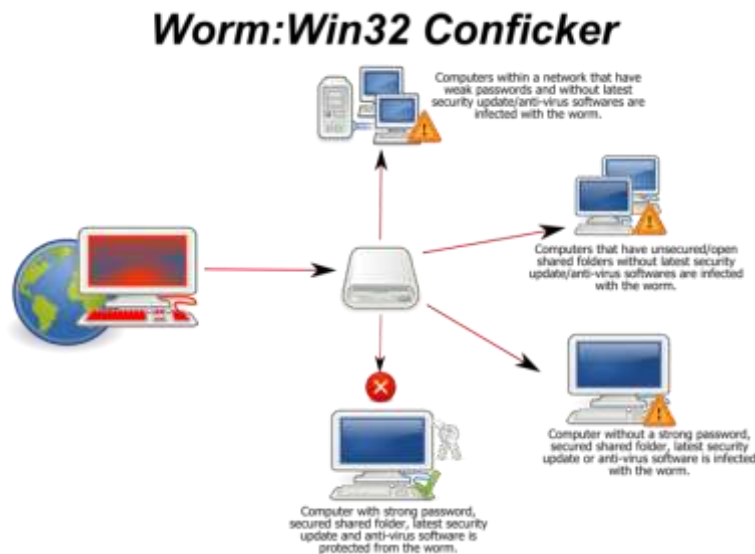 Worm:Win32 Conficker
Computers within a network that have
weak passwords and without latest
security update/anti-virus softwares are
infected with the worm.
Computers that have unsecured/open
shared folders without latest security
update/anti-virus softwares are infected
with the worm.
Computer without a strong password,
secured shared folder, latest security
update or anti-virus software is infected
with the worm.
Computer with strong password,
secured shared folder, latest security
update and anti-virus software is
protected from the worm.